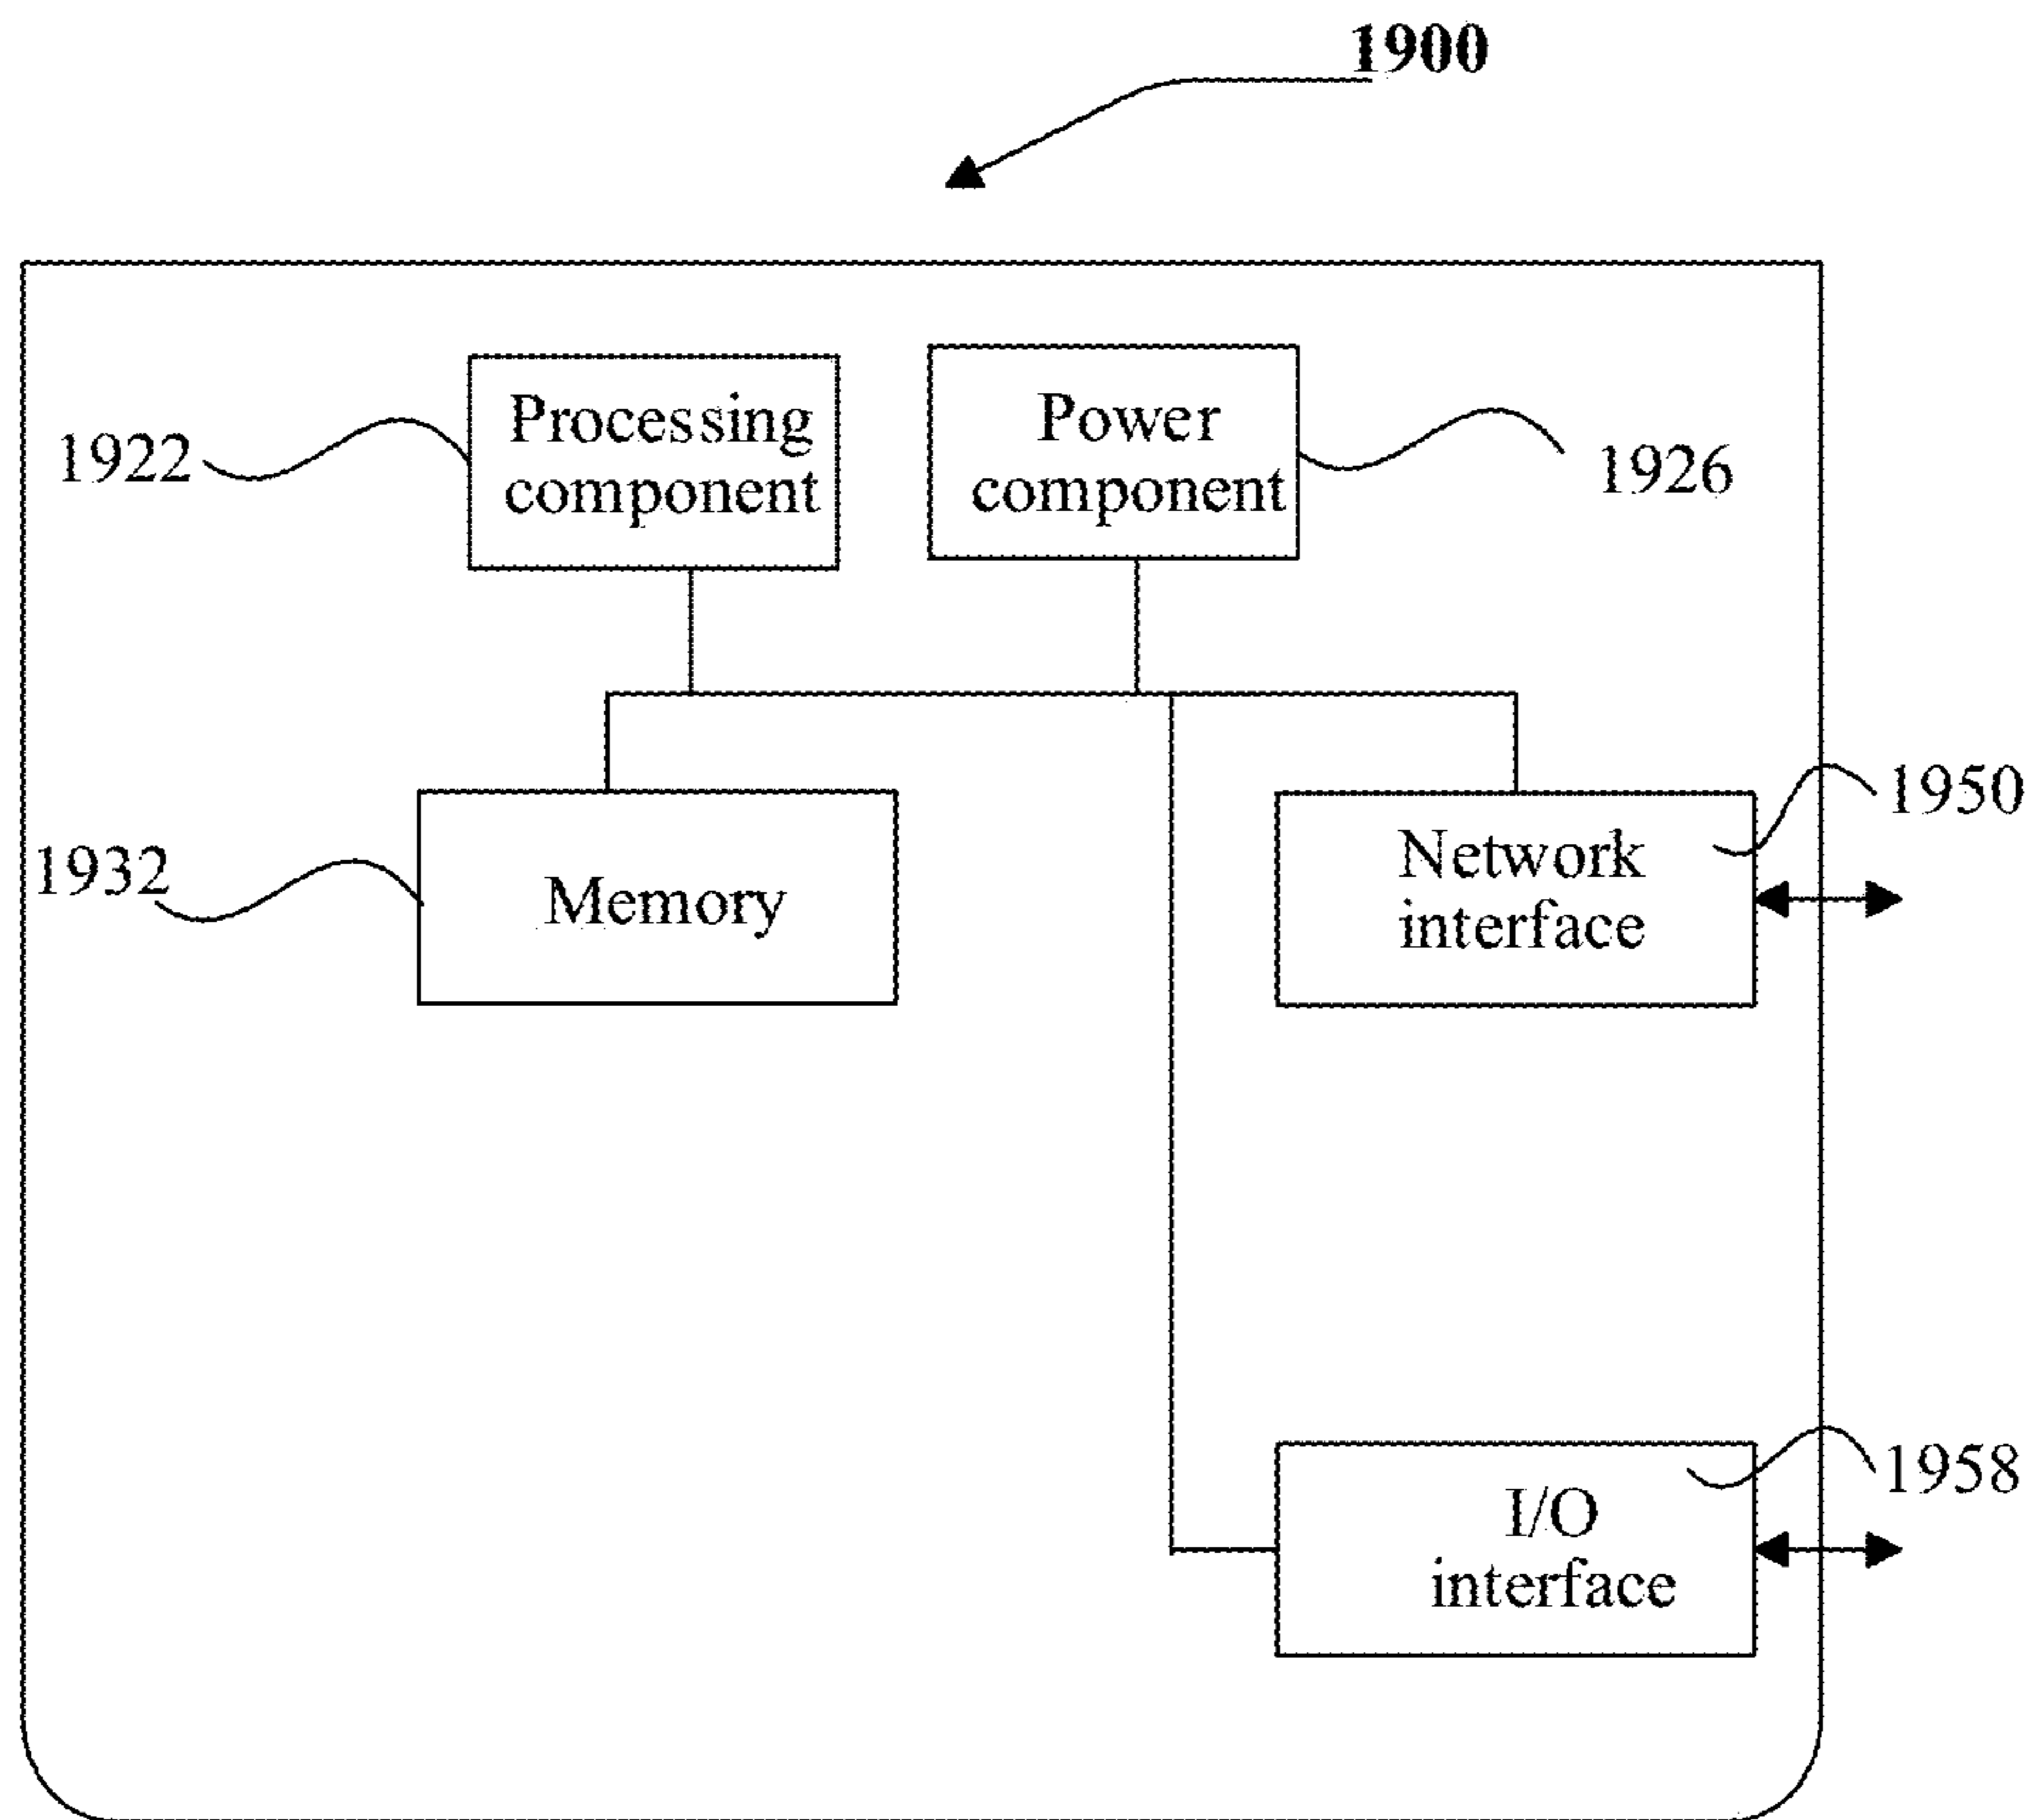 1900
Processing
component
Power
component
1922
1926
1950
Network
interface
1932
Memory
1958
I/O
interface